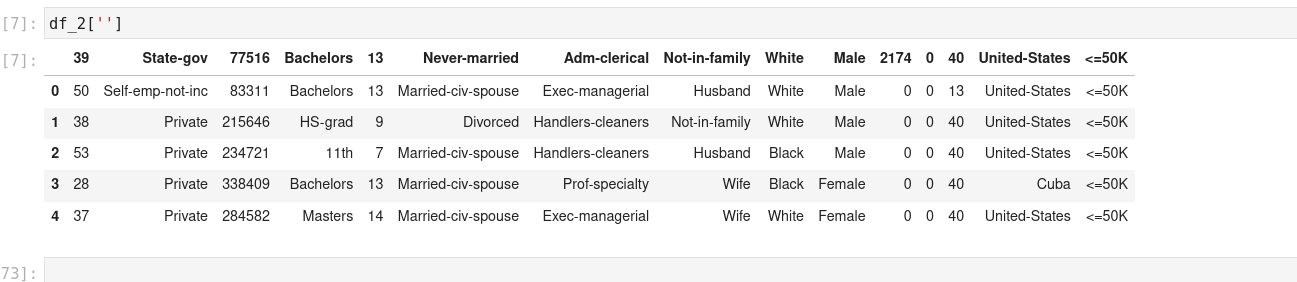 [7]: df_2['']
[7]: 39 State-gov 77516 Bachelors 13 Never-married Adm-clerical Not-in-family White Male 2174 0 40 United-States <=50K
0 50 Self-emp-not-inc 83311 Bachelors 13 Married-civ-spouse Exec-managerial Husband White Male 0 0 13 United-States <=50K
1 38 Private 215646 HS-grad 9 Divorced Handlers-cleaners Not-in-family White Male 0 0 40 United-States <=50K
2 53 Private 234721 11th 7 Married-civ-spouse Handlers-cleaners Husband Black Male 0 0 40 United-States <=50K
3 28 Private 338409 Bachelors 13 Married-civ-spouse Prof-specialty Wife Black Female 0 0 40 Cuba <=50K
4 37 Private 284582 Masters 14 Married-civ-spouse Exec-managerial Wife White Female 0 0 40 United-States <=50K
73]: